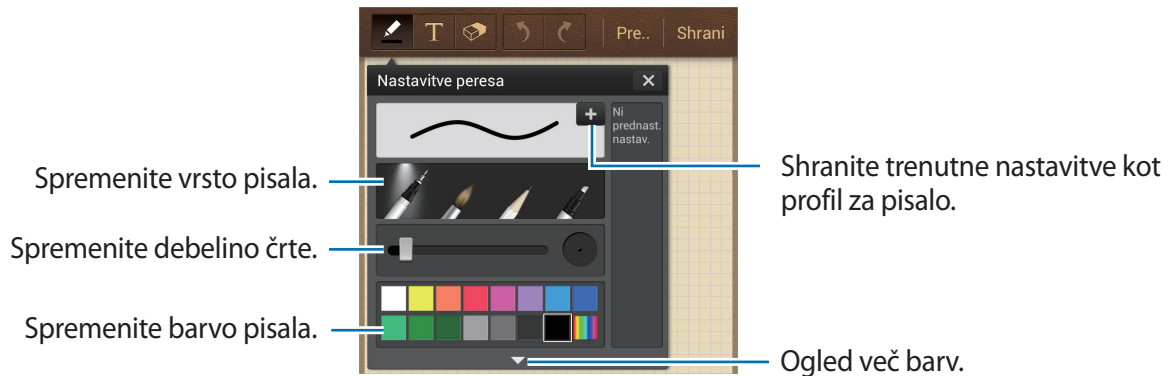 T
Pre..
Shrani
Nastavitve peresa
Ni
prednast.
nastav.
Spremenite vrsto pisala.
Shranite trenutne nastavitve kot
profil za pisalo.
Spremenite debelino črte.
Spremenite barvo pisala.
Ogled več barv.